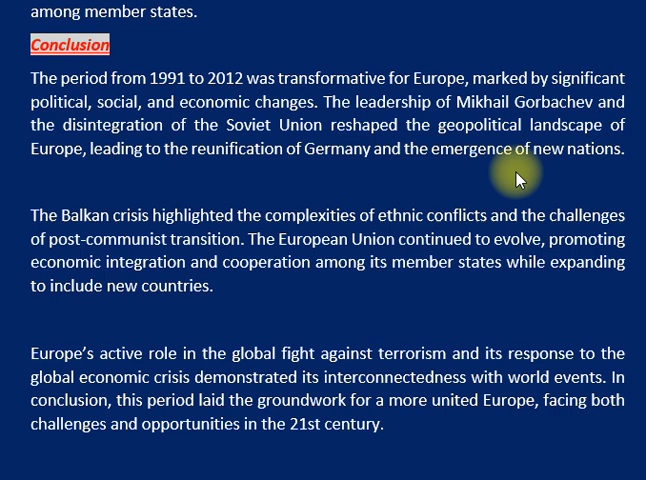 among member states.
Conclusion
The period from 1991 to 2012 was transformative for Europe, marked by significant
political, social, and economic changes. The leadership of Mikhail Gorbachev and
the disintegration of the Soviet Union reshaped the geopolitical landscape of
Europe, leading to the reunification of Germany and the emergence of new nations.
The Balkan crisis highlighted the complexities of ethnic conflicts and the challenges
of post-communist transition. The European Union continued to evolve, promoting
economic integration and cooperation among its member states while expanding
to include new countries.
Europe’s active role in the global fight against terrorism and its response to the
global economic crisis demonstrated its interconnectedness with world events. In
conclusion, this period laid the groundwork for a more united Europe, facing both
challenges and opportunities in the 21st century.